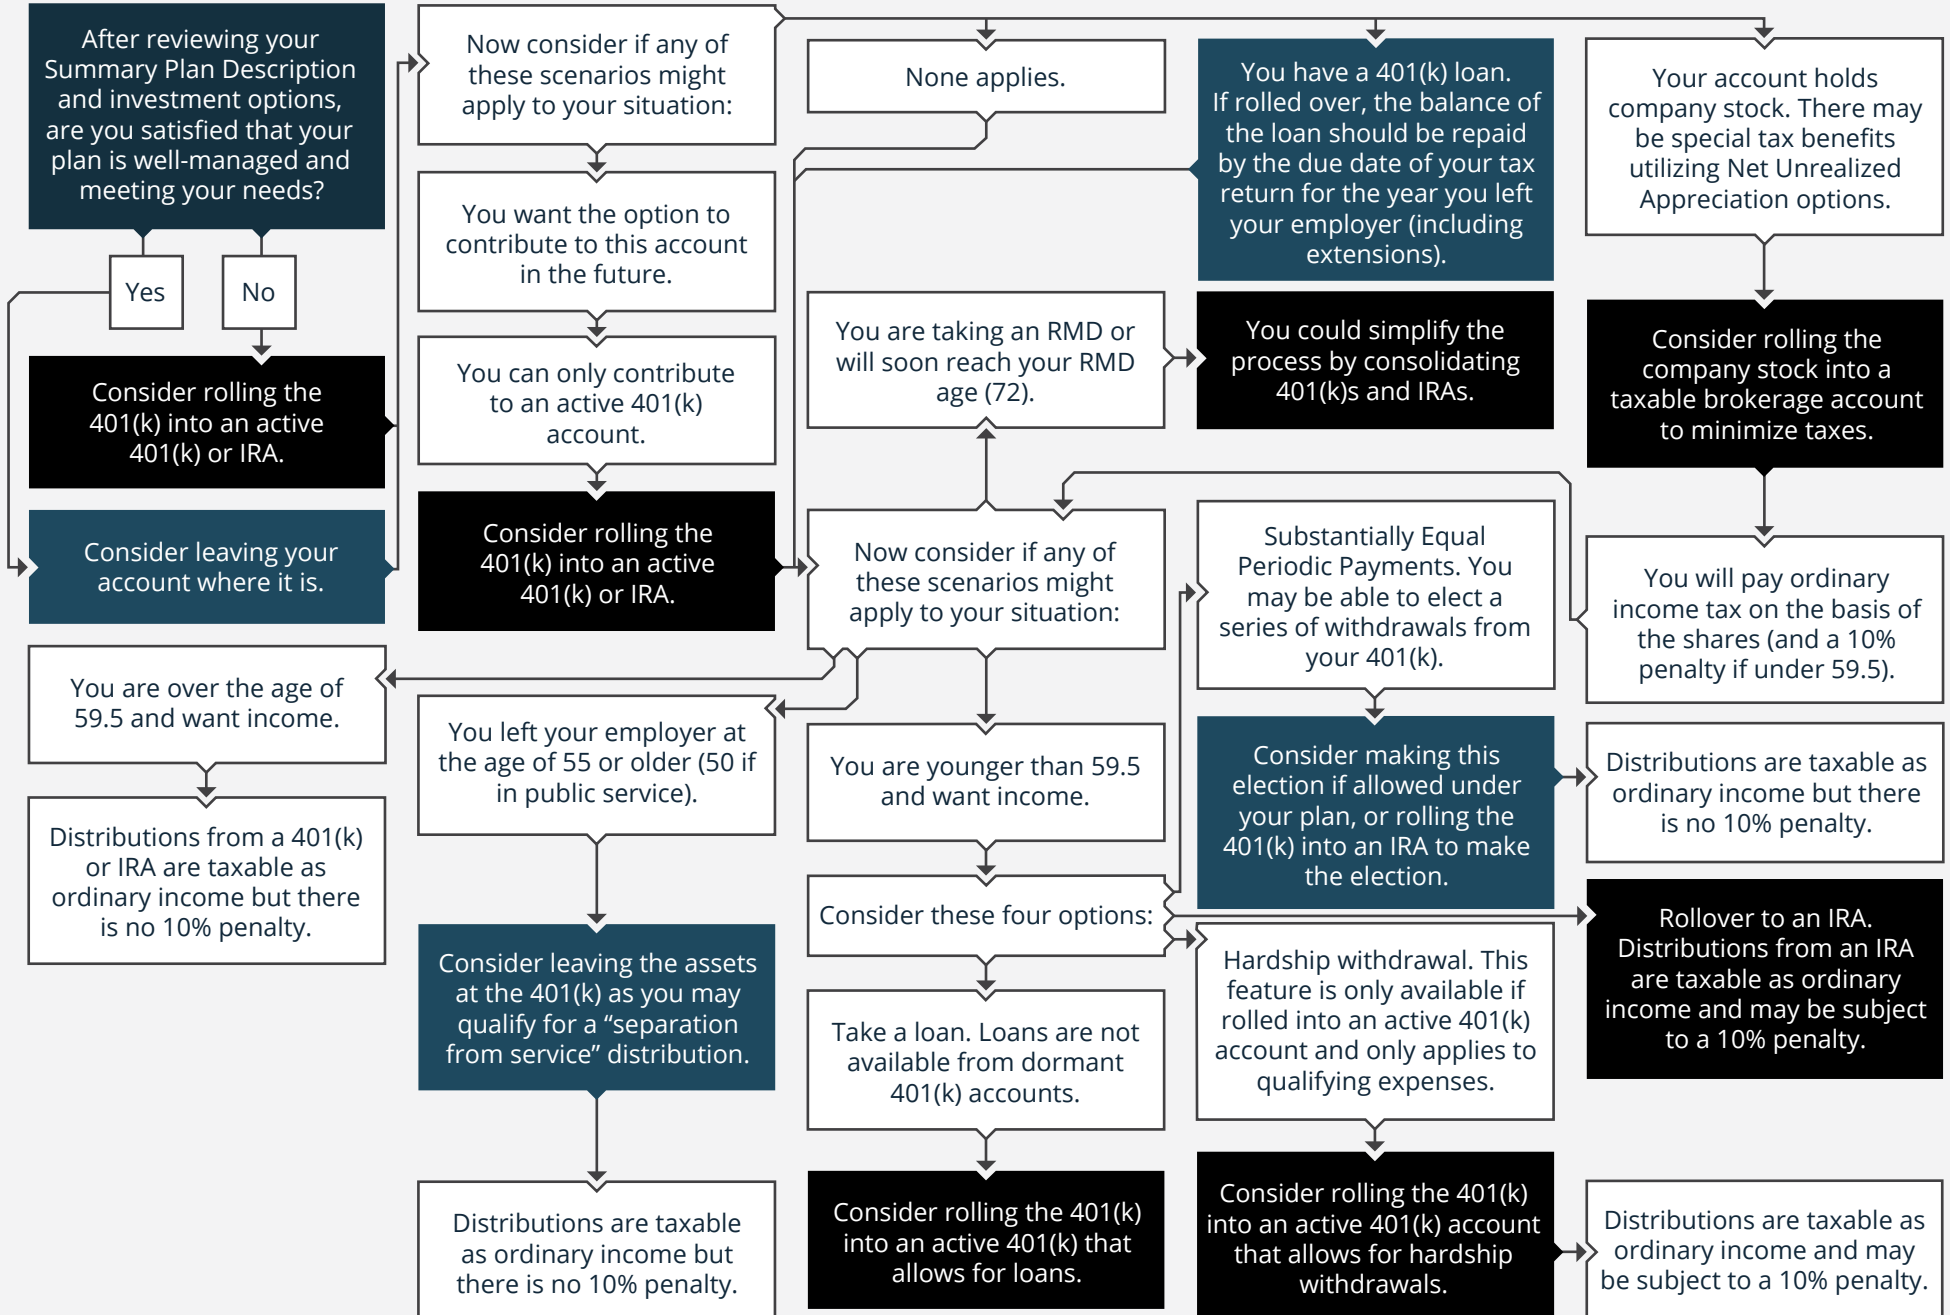 After reviewing your
Summary Plan Description
and investment options,
are you satisfied that your
plan is well-managed and
meeting your needs?
Yes
No
Consider rolling the
401(k) into an active
401(k) or IRA.
Consider leaving your
account where it is.
Now consider if any of
these scenarios might
apply to your situation:
You want the option to
contribute to this account
in the future.
You can only contribute
to an active 401(k)
account.
Consider rolling the
401(k) into an active
401(k) or IRA.
None applies.
You have a 401(k) loan.
If rolled over, the balance of
the loan should be repaid
by the due date of your tax
return for the year you left
your employer (including
extensions).
Your account holds
company stock. There may
be special tax benefits
utilizing Net Unrealized
Appreciation options.
Consider rolling the
company stock into a
taxable brokerage account
to minimize taxes.
You will pay ordinary
income tax on the basis of
the shares (and a 10%
penalty if under 59.5).
Now consider if any of
these scenarios might
apply to your situation:
You are taking an RMD or
will soon reach your RMD
age (72).
You could simplify the
process by consolidating
401(k)s and IRAs.
You are over the age of
59.5 and want income.
Distributions from a 401(k)
or IRA are taxable as
ordinary income but there
is no 10% penalty.
You left your employer at
the age of 55 or older (50 if
in public service).
Consider leaving the assets
at the 401(k) as you may
qualify for a “separation
from service” distribution.
Distributions are taxable
as ordinary income but
there is no 10% penalty.
You are younger than 59.5
and want income.
Consider these four options:
Substantially Equal
Periodic Payments. You
may be able to elect a
series of withdrawals from
your 401(k).
Consider making this
election if allowed under
your plan, or rolling the
401(k) into an IRA to make
the election.
Distributions are taxable as
ordinary income but there
is no 10% penalty.
Rollover to an IRA.
Distributions from an IRA
are taxable as ordinary
income and may be subject
to a 10% penalty.
Hardship withdrawal. This
feature is only available if
rolled into an active 401(k)
account and only applies to
qualifying expenses.
Consider rolling the 401(k)
into an active 401(k) account
that allows for hardship
withdrawals.
Distributions are taxable as
ordinary income and may
be subject to a 10% penalty.
Take a loan. Loans are not
available from dormant
401(k) accounts.
Consider rolling the 401(k)
into an active 401(k) that
allows for loans.